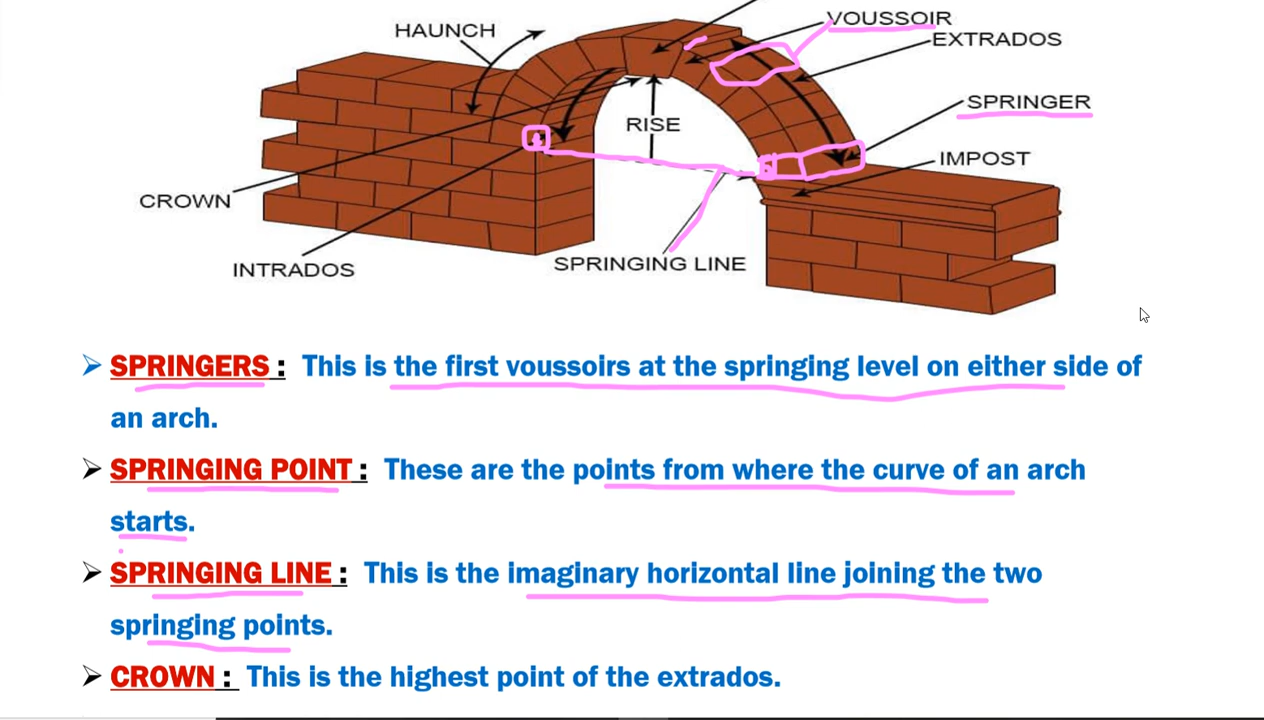 HAUNCH
VOUSSOIR
EXTRADOS
SPRINGER
RISE
IMPOST
CROWN
INTRADOS
SPRINGING LINE
➢ SPRINGERS : This is the first voussoirs at the springing level on either side of
an arch.
➢ SPRINGING POINT : These are the points from where the curve of an arch
starts.
➢ SPRINGING LINE : This is the imaginary horizontal line joining the two
springing points.
➢ CROWN : This is the highest point of the extrados.